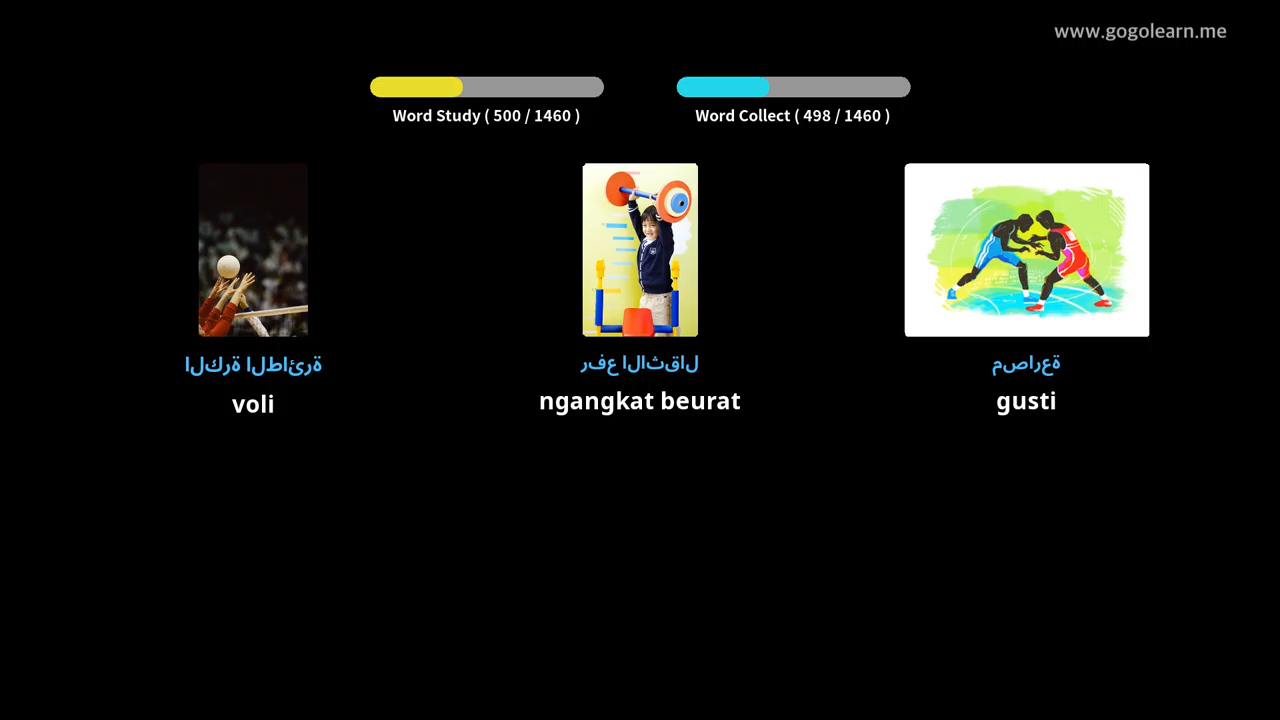 www.gogolearn.me
Word Study ( 500 / 1460 )
Word Collect ( 498 / 1460 )
الكرة الطائرة
رفع الاثقال
مصارعة
voli
ngangkat beurat
gusti